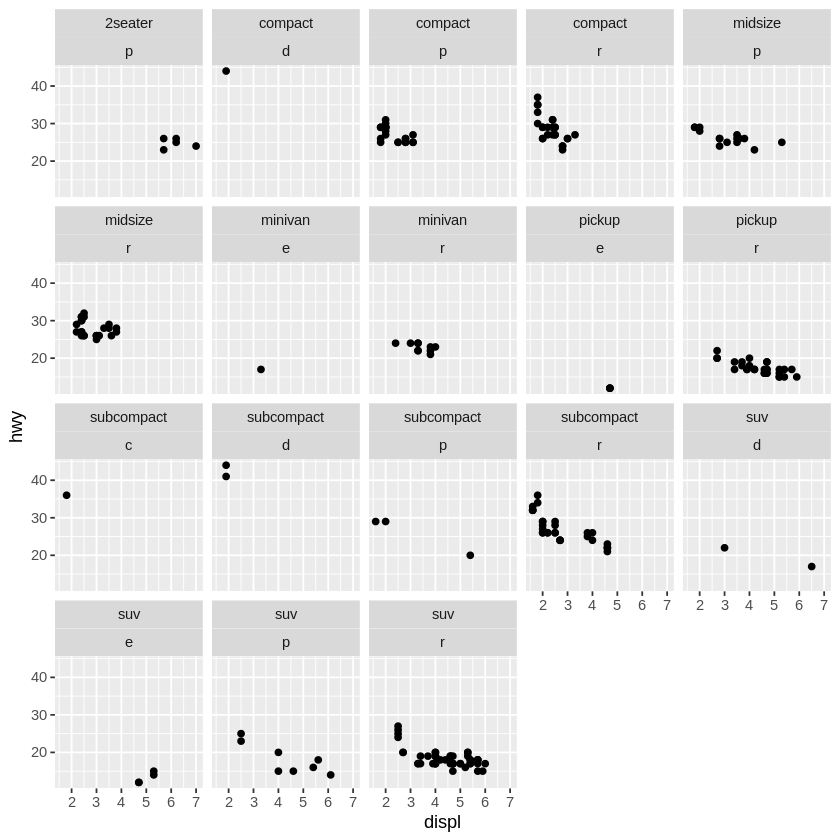 2seater compact compact compact midsize
p d p r p
40
30
20
midsize minivan minivan pickup pickup
r e r e r
40
30
20
subcompact subcompact subcompact subcompact suv
c d p r d
40
30
20
2 3 4 5 6 7 2 3 4 5 6 7
suv suv suv
e p r
40
30
20
2 3 4 5 6 7 2 3 4 5 6 7 2 3 4 5 6 7
displ
hwy